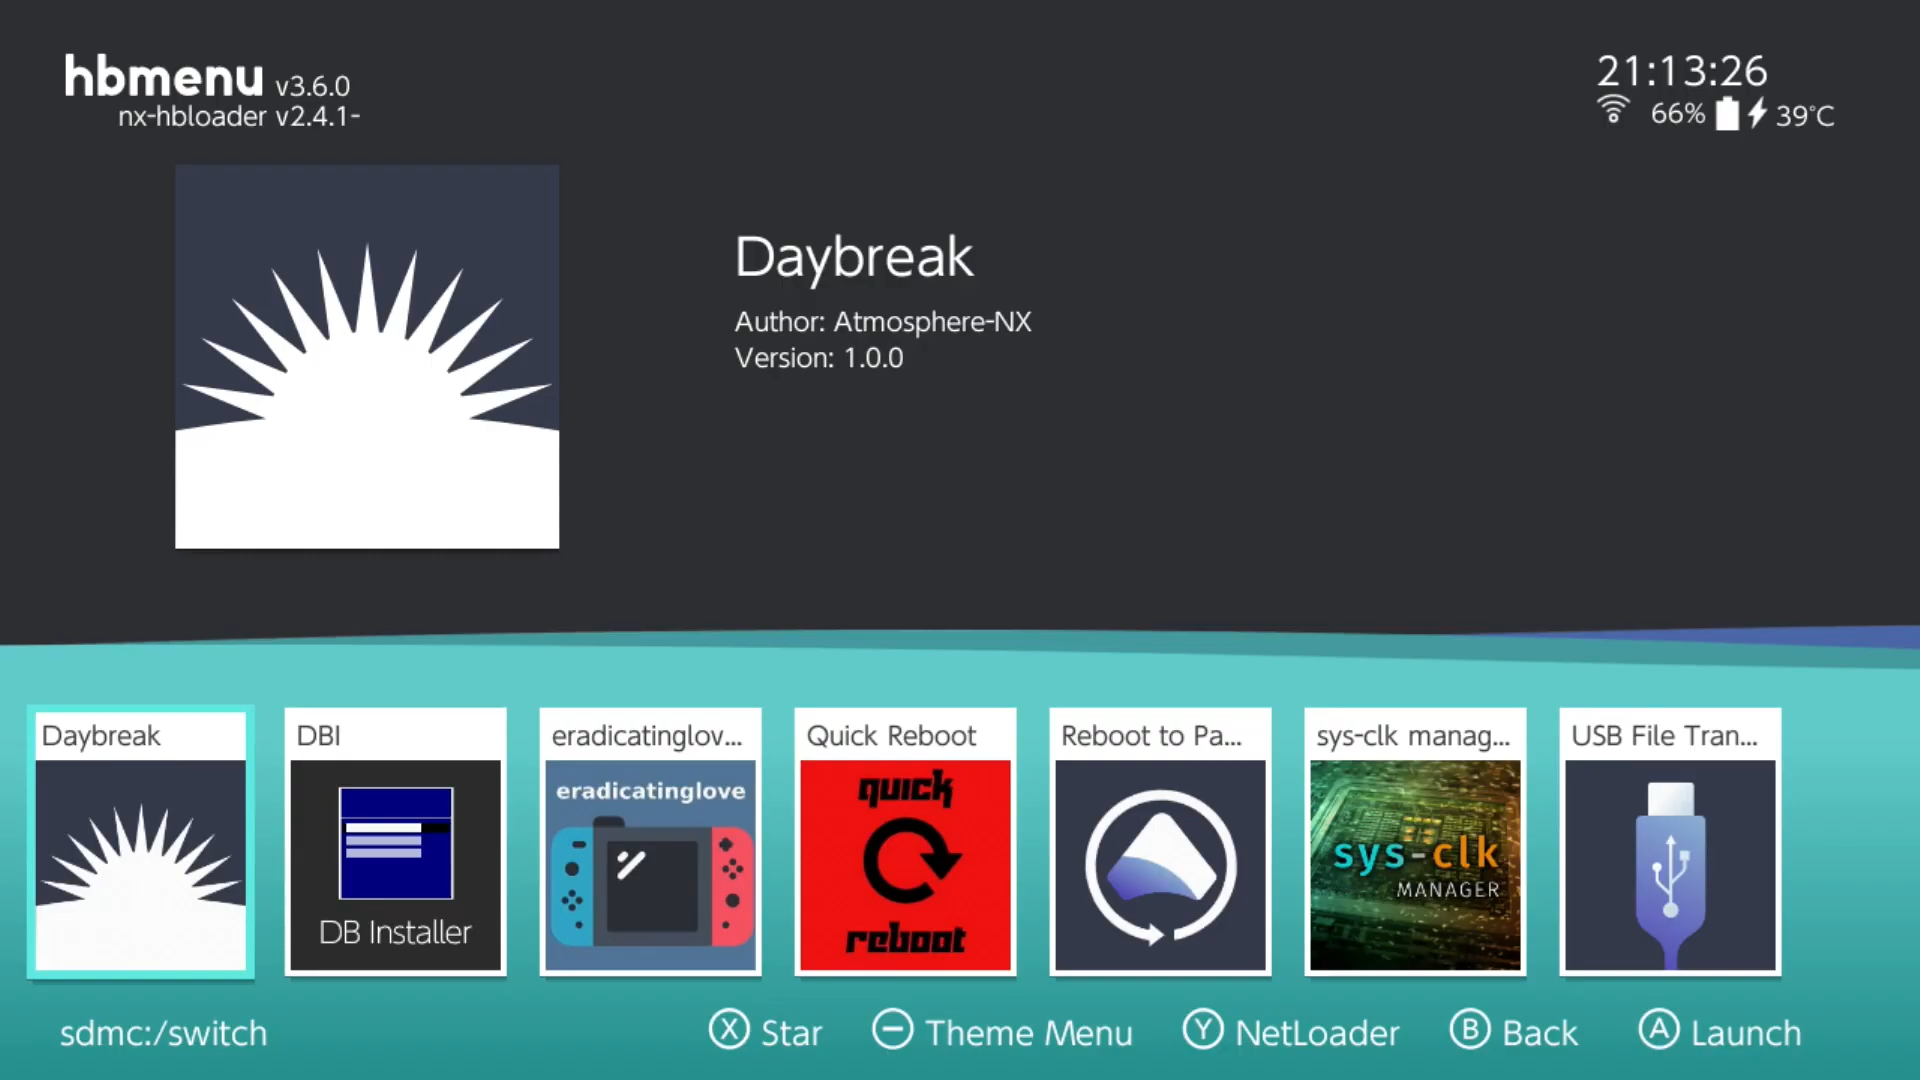 hbmenu v3.6.0
nx-hbloader v2.4.1-
21:13:26
66% 39°C
Daybreak
Author: Atmosphere-NX
Version: 1.0.0
Daybreak
DBI
DB Installer
eradicatinglov...
eradicatinglove
Quick Reboot
quick
reboot
Reboot to Pa...
sys-clk manag...
sys-clk
MANAGER
USB File Tran...
sdmc:/switch
X Star
Theme Menu
Y NetLoader
B Back
A Launch